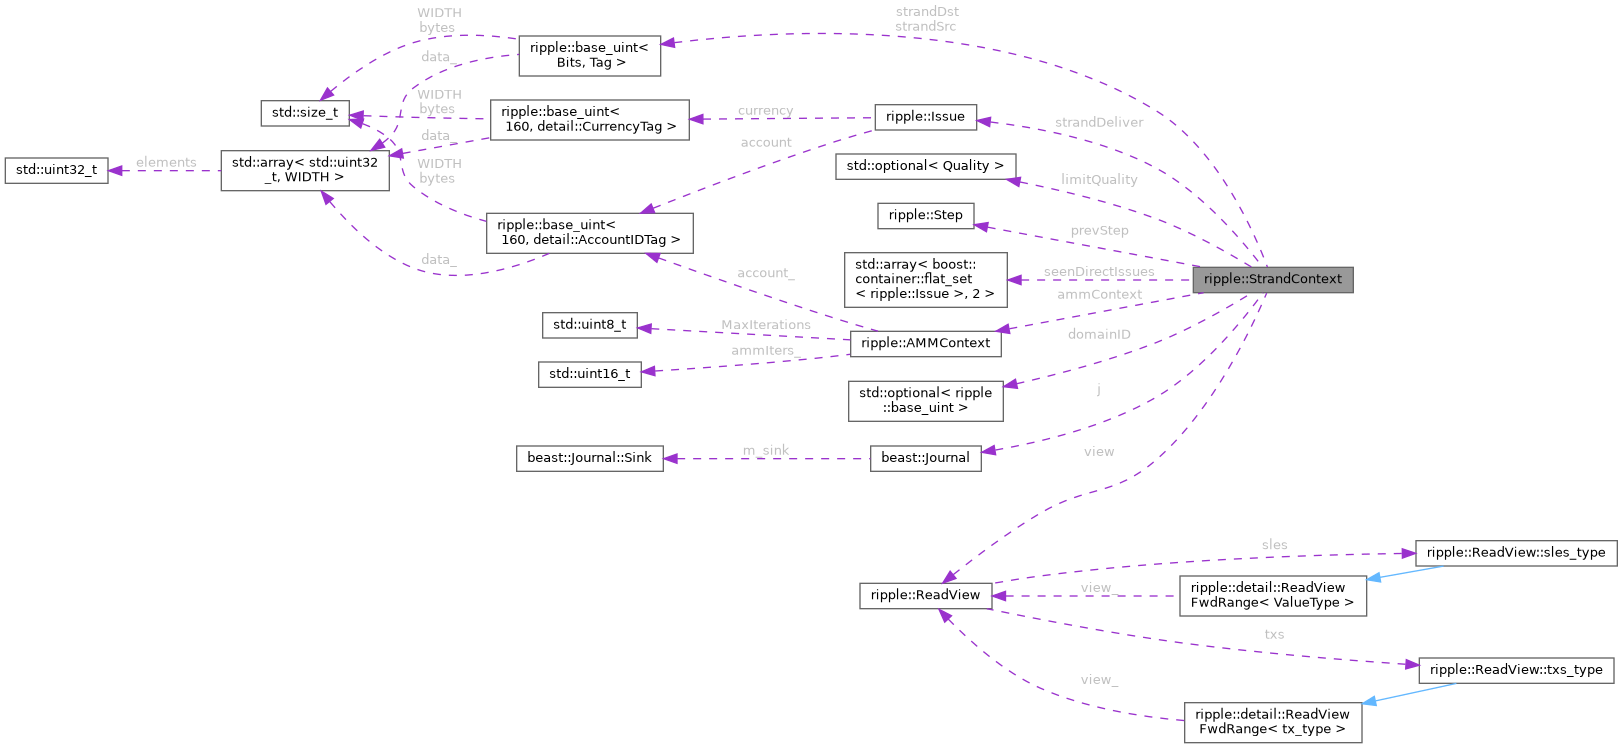 WIDTH
bytes
strandDst
strandSrc
ripple::base_uint<
Bits, Tag >
data_
std::size_t
WIDTH
bytes
ripple::base_uint<
160, detail::CurrencyTag >
currency
ripple::Issue
strandDeliver
data_
account
std::array< std::uint32
_t, WIDTH >
elements
std::uint32_t
WIDTH
bytes
std::optional< Quality >
limitQuality
ripple::Step
prevStep
ripple::base_uint<
160, detail::AccountIDTag >
data_
account_
std::array< boost::
container::flat_set
< ripple::Issue >, 2 >
seenDirectIssues
ripple::StrandContext
ammContext
std::uint8_t
MaxIterations
ripple::AMMContext
domainID
ammIters_
std::uint16_t
std::optional< ripple
::base_uint >
j
beast::Journal::Sink
m_sink
beast::Journal
view
sles
ripple::ReadView::sles_type
ripple::ReadView
view_
ripple::detail::ReadView
FwdRange< ValueType >
txs
ripple::ReadView::txs_type
view_
ripple::detail::ReadView
FwdRange< tx_type >